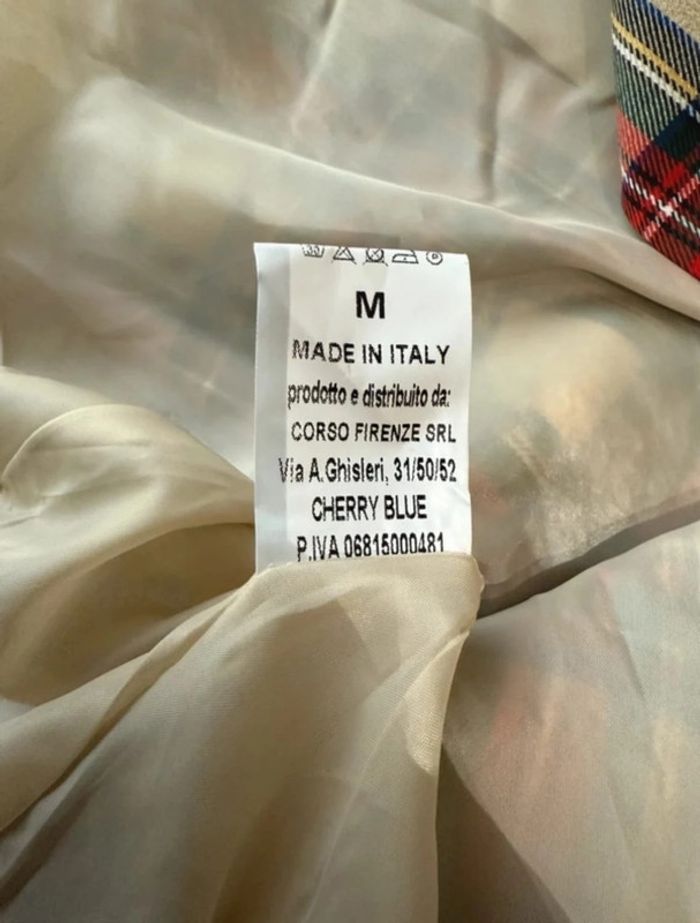 M
MADE IN ITALY
prodotto e distribuito da:
CORSO FIRENZE SRL
Via A.Ghisleri, 31/50/52
CHERRY BLUE
P.IVA 06815000481